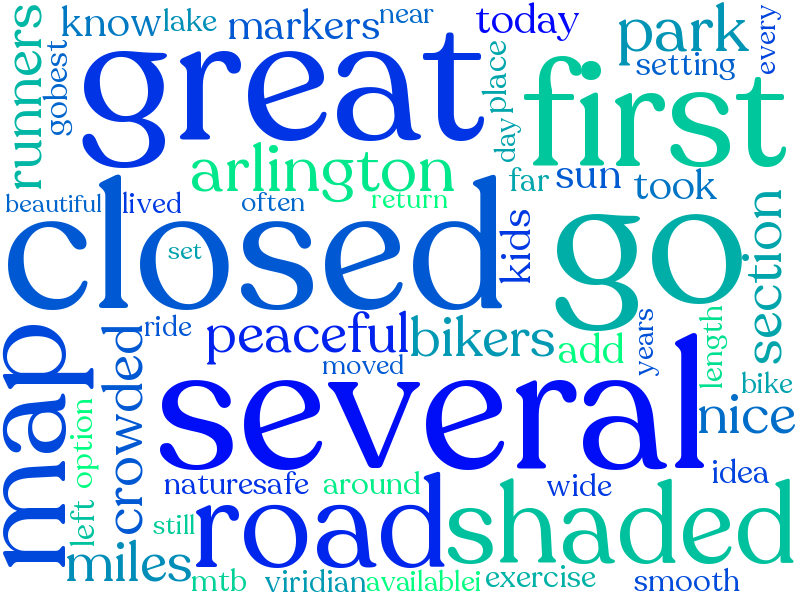 runners
know
lake
markers
near
today
park
every
gobest
great
place
setting
first
day
arlington
far
sun
took
beautiful
lived
often
return
closed
set
kids
go
section
map
crowded
ride
peaceful
bikers
add
years
length
moved
several
bike
nice
left
option
naturesafe
around
wide
idea
still
road
shaded
miles
mtb
viridian
availablei
exercise
smooth